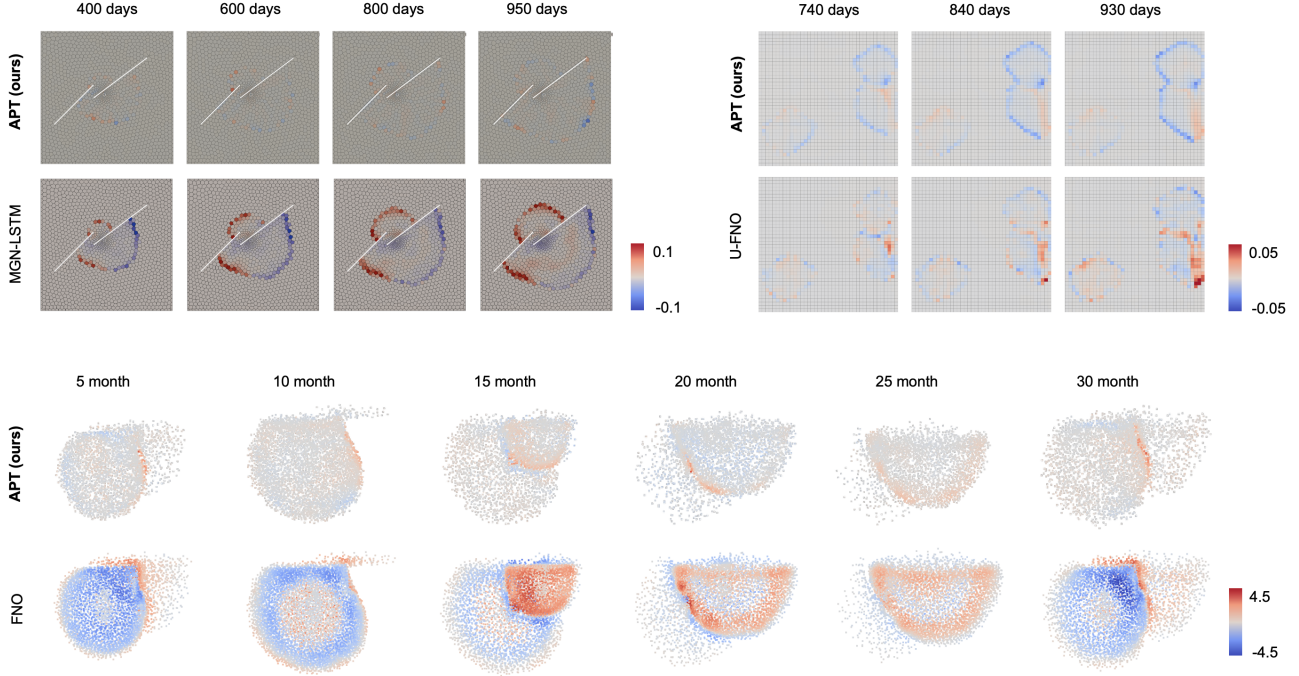 400 days 600 days 800 days 950 days
APT (ours)
MGN-LSTM
0.1
-0.1
740 days 840 days 930 days
APT (ours)
U-FNO
0.05
-0.05
5 month 10 month 15 month 20 month 25 month 30 month
APT (ours)
FNO
4.5
-4.5